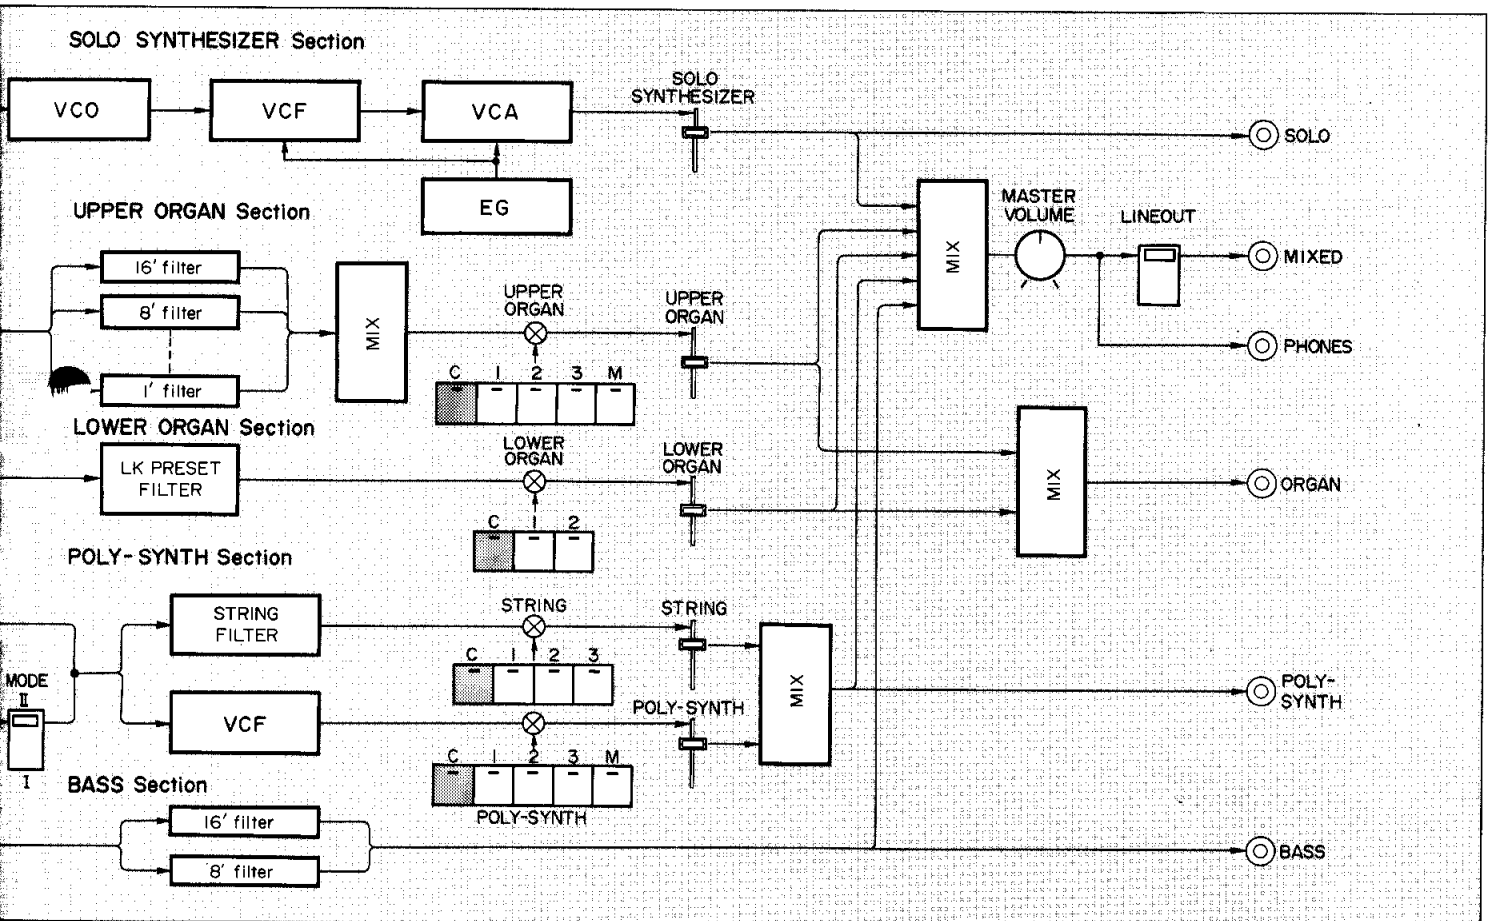 SOLO SYNTHESIZER Section
VCO
VCF
VCA
EG
SOLO
SYNTHESIZER
SOLO
UPPER ORGAN Section
16' filter
8' filter
1' filter
MIX
UPPER
ORGAN
C 1 2 3 M
UPPER
ORGAN
MIX
MASTER
VOLUME
LINEOUT
MIXED
PHONES
LOWER ORGAN Section
LK PRESET
FILTER
LOWER
ORGAN
C 1 2
LOWER
ORGAN
MIX
ORGAN
POLY-SYNTH Section
STRING
FILTER
STRING
C 1 2 3
STRING
MODE
II
I
VCF
C 1 2 3 M
POLY-SYNTH
POLY-SYNTH
MIX
POLY-
SYNTH
BASS Section
16' filter
8' filter
BASS